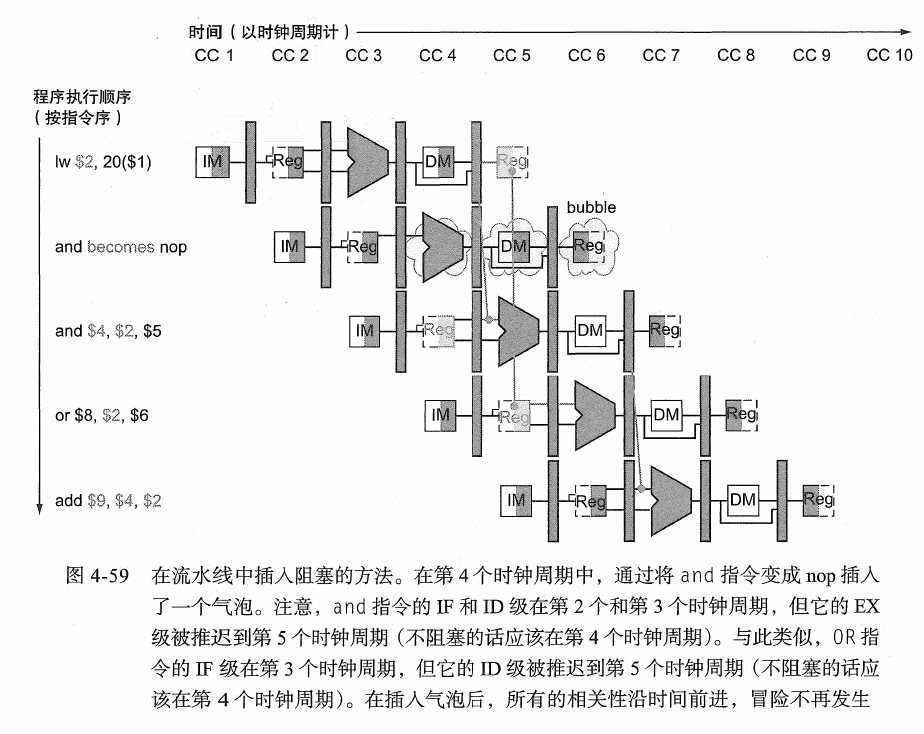 时间（以时钟周期计）
CC 1 CC 2 CC 3 CC 4 CC 5 CC 6 CC 7 CC 8 CC 9 CC 10
程序执行顺序
（按指令序）
lw $2, 20($1) IM Reg DM Reg
bubble
and becomes nop IM Reg DM Reg
and $4, $2, $5 IM Reg DM Reg
or $8, $2, $6 IM Reg DM Reg
add $9, $4, $2 IM Reg DM Reg
图 4-59 在流水线中插入阻塞的方法。在第 4 个时钟周期中，通过将 and 指令变成 nop 插入
了一个气泡。注意，and 指令的 IF 和 ID 级在第 2 个和第 3 个时钟周期，但它的 EX
级被推迟到第 5 个时钟周期（不阻塞的话应该在第 4 个时钟周期）。与此类似，OR 指
令的 IF 级在第 3 个时钟周期，但它的 ID 级被推迟到第 5 个时钟周期（不阻塞的话应
该在第 4 个时钟周期）。在插入气泡后，所有的相关性沿时间前进，冒险不再发生